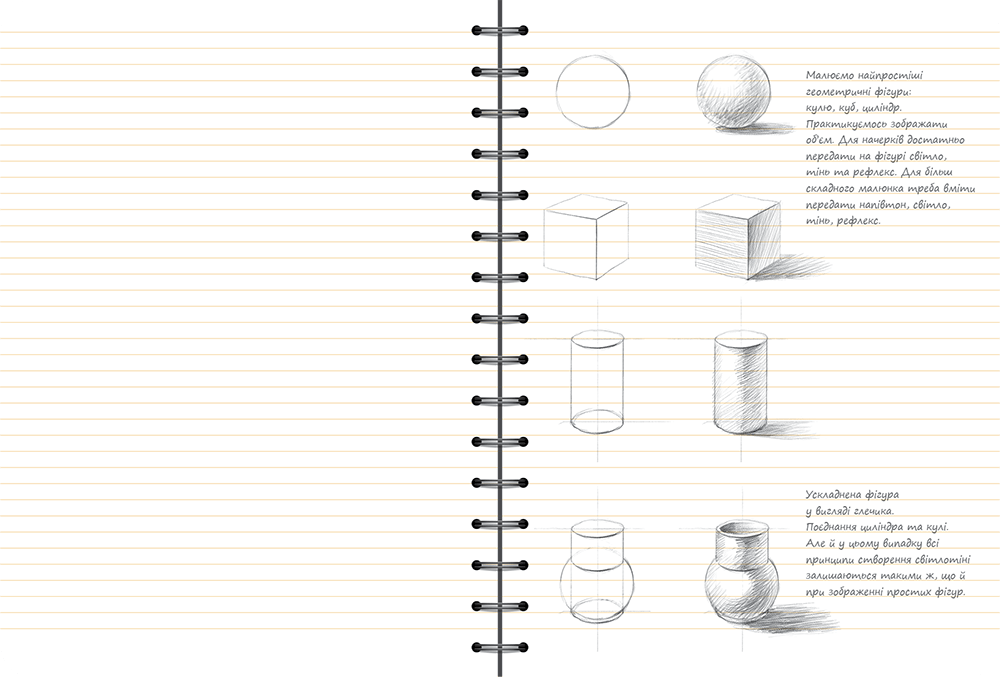 Малюємо найпростіші
геометричні фігури:
кулю, куб, циліндр.
Практикуємось зображати
об'єм. Для начерків достатньо
передати на фігурі світло,
тінь та рефлекс. Для більш
складного малюнка треба вміти
передати напівтон, світло,
тінь, рефлекс.
Ускладнена фігура
у вигляді глечика.
Поєднання циліндра та кулі.
Але й у цьому випадку всі
принципи створення світлотіні
залишаються такими ж, що й
при зображенні простих фігур.